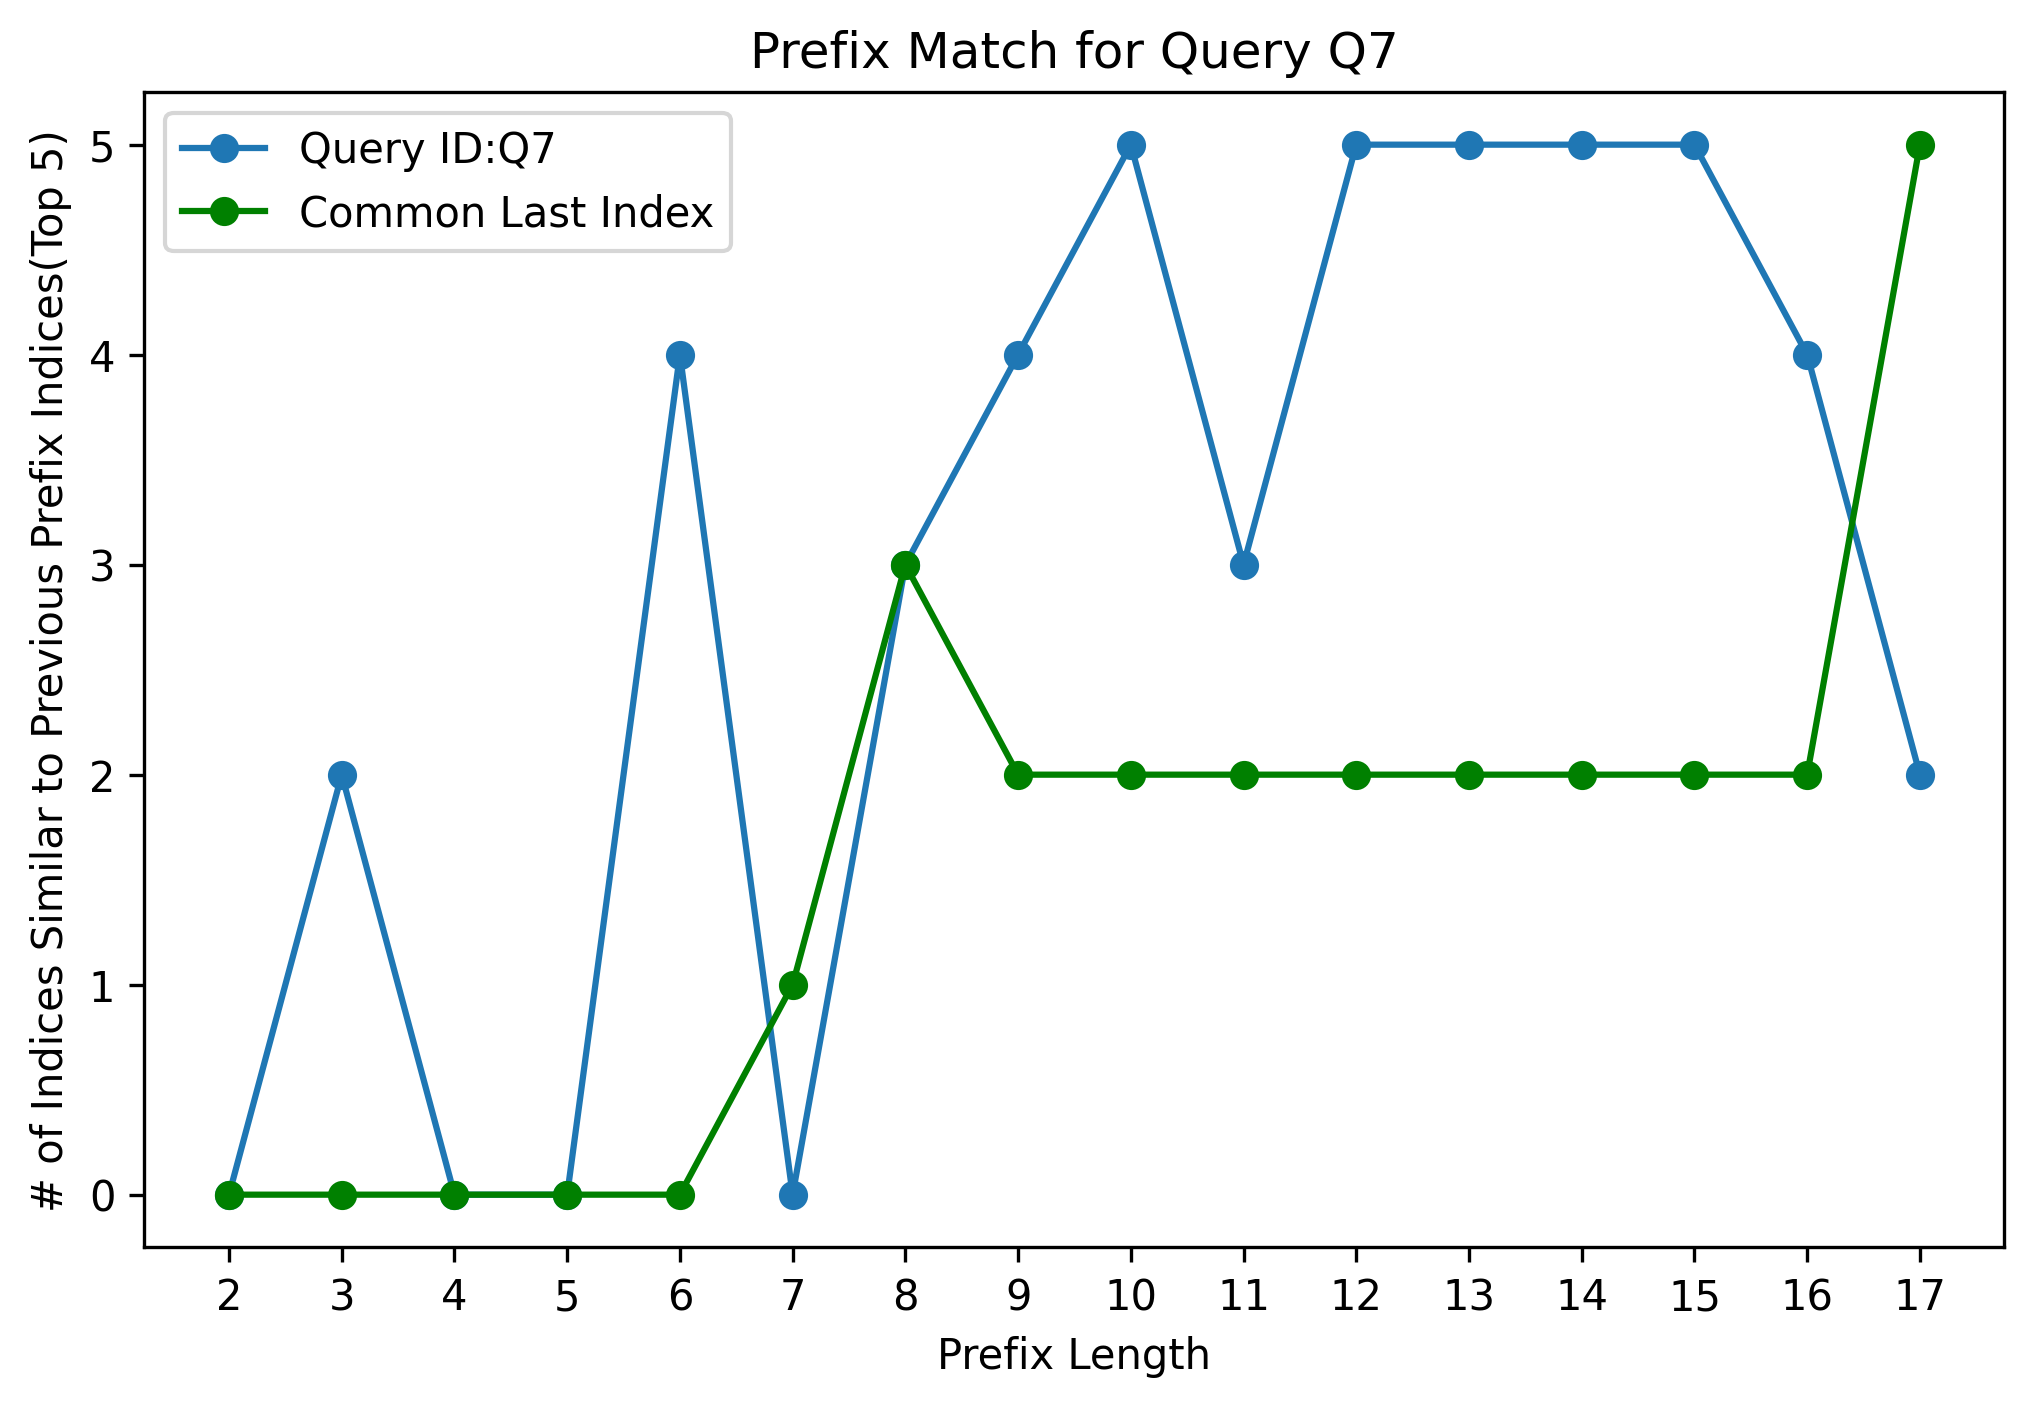 Prefix Match for Query Q7
Query ID:Q7
Common Last Index
# of Indices Similar to Previous Prefix Indices(Top 5)
5
4
3
2
1
0
2 3 4 5 6 7 8 9 10 11 12 13 14 15 16 17
Prefix Length